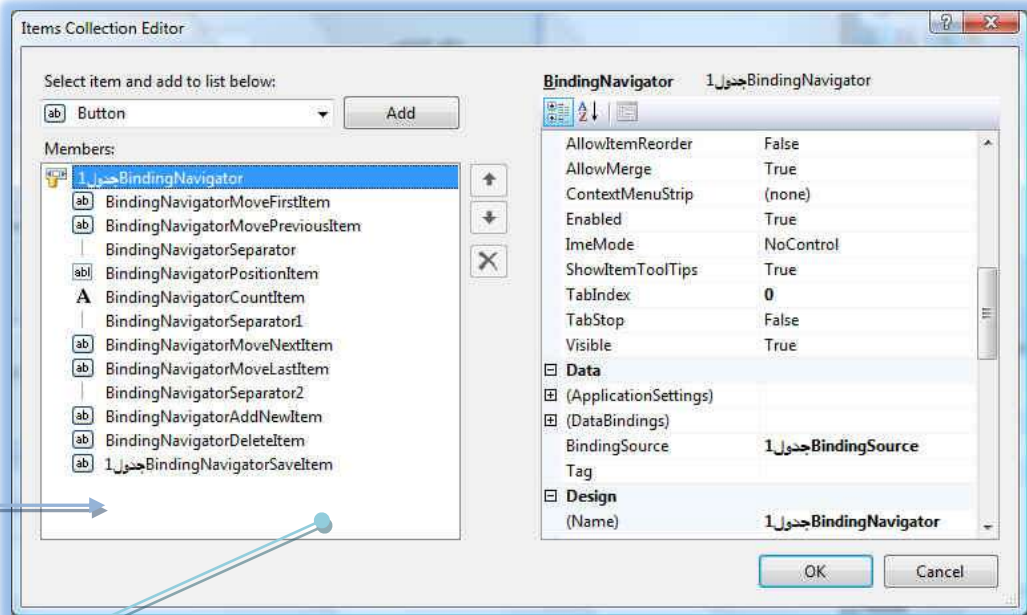 Items Collection Editor
Select item and add to list below:
Button
Add
Members:
جدول1BindingNavigator
BindingNavigatorMoveFirstItem
BindingNavigatorMovePreviousItem
BindingNavigatorSeparator
BindingNavigatorPositionItem
BindingNavigatorCountItem
BindingNavigatorSeparator1
BindingNavigatorMoveNextItem
BindingNavigatorMoveLastItem
BindingNavigatorSeparator2
BindingNavigatorAddNewItem
BindingNavigatorDeleteItem
جدول1BindingNavigatorSaveItem
BindingNavigator جدول1BindingNavigator
AllowItemReorder False
AllowMerge True
ContextMenuStrip (none)
Enabled True
ImeMode NoControl
ShowItemToolTips True
TabIndex 0
TabStop False
Visible True
Data
(ApplicationSettings)
(DataBindings)
BindingSource جدول1BindingSource
Tag
Design
(Name) جدول1BindingNavigator
OK
Cancel